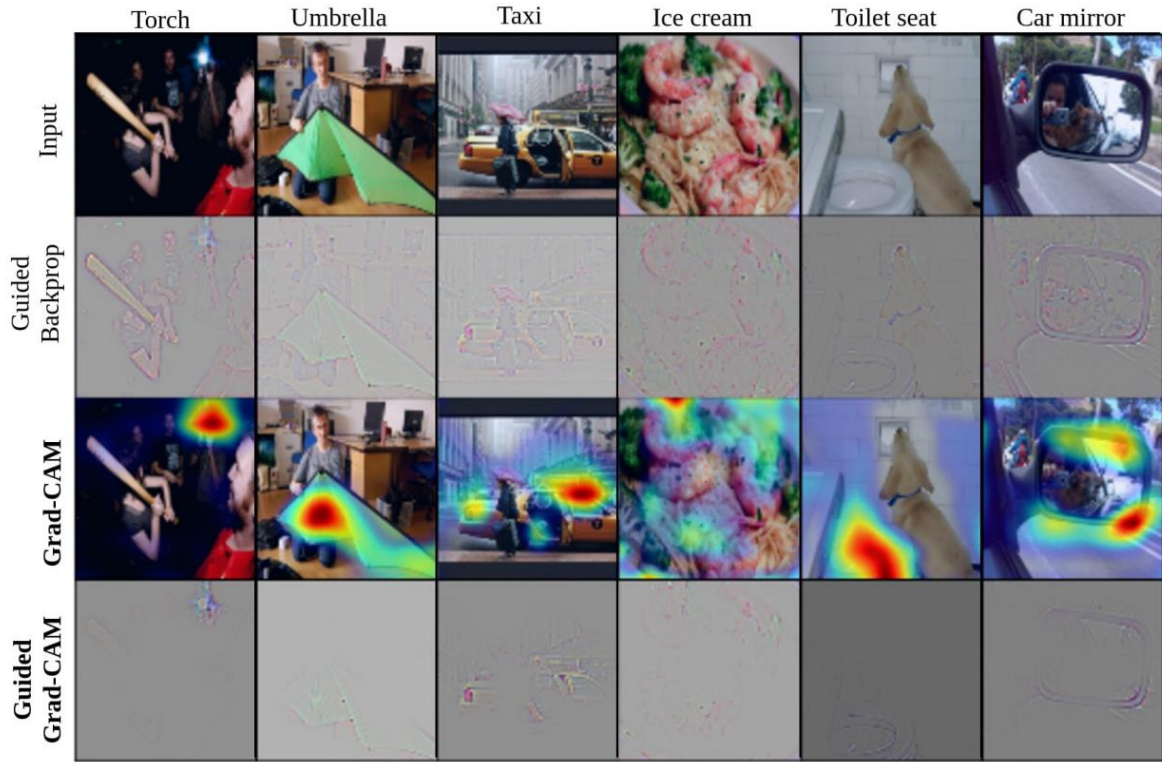 Torch Umbrella Taxi Ice cream Toilet seat Car mirror
Input
Guided
Backprop
Grad-CAM
Guided
Grad-CAM